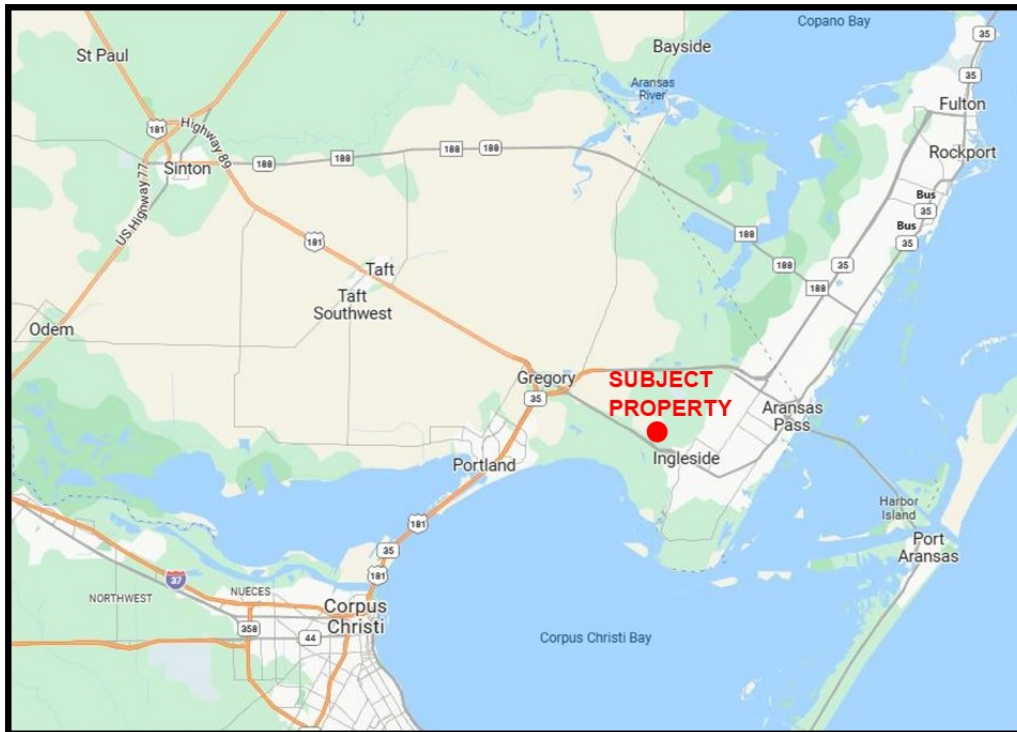 Copano Bay
35
St Paul
Bayside
35
Aransas
River
Fulton
181
Highway 89
188
188
188
188
Rockport
Sinton
US Highway 77
Bus
35
Bus
35
188
181
35
188
188
Taft
Taft
Southwest
Odem
Gregory
SUBJECT
PROPERTY
35
Aransas
Pass
Portland
Ingleside
Harbor
Island
181
Port
Aransas
35
181
37
NORTHWEST
NUECES
Corpus
Christi
358
44
Corpus Christi Bay